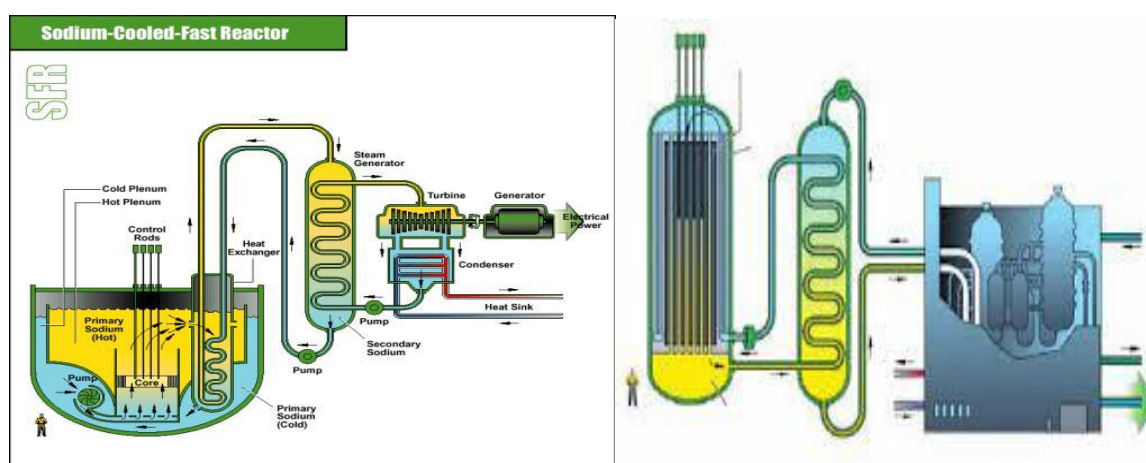 Sodium-Cooled-Fast Reactor
SFR
Steam
Generator
Turbine
Generator
Electrical
Power
Cold Plenum
Hot Plenum
Control
Rods
Heat
Exchanger
Condenser
Heat Sink
Primary
Sodium
(Hot)
Pump
Secondary
Sodium
Pump
Pump
Core
Primary
Sodium
(Cold)